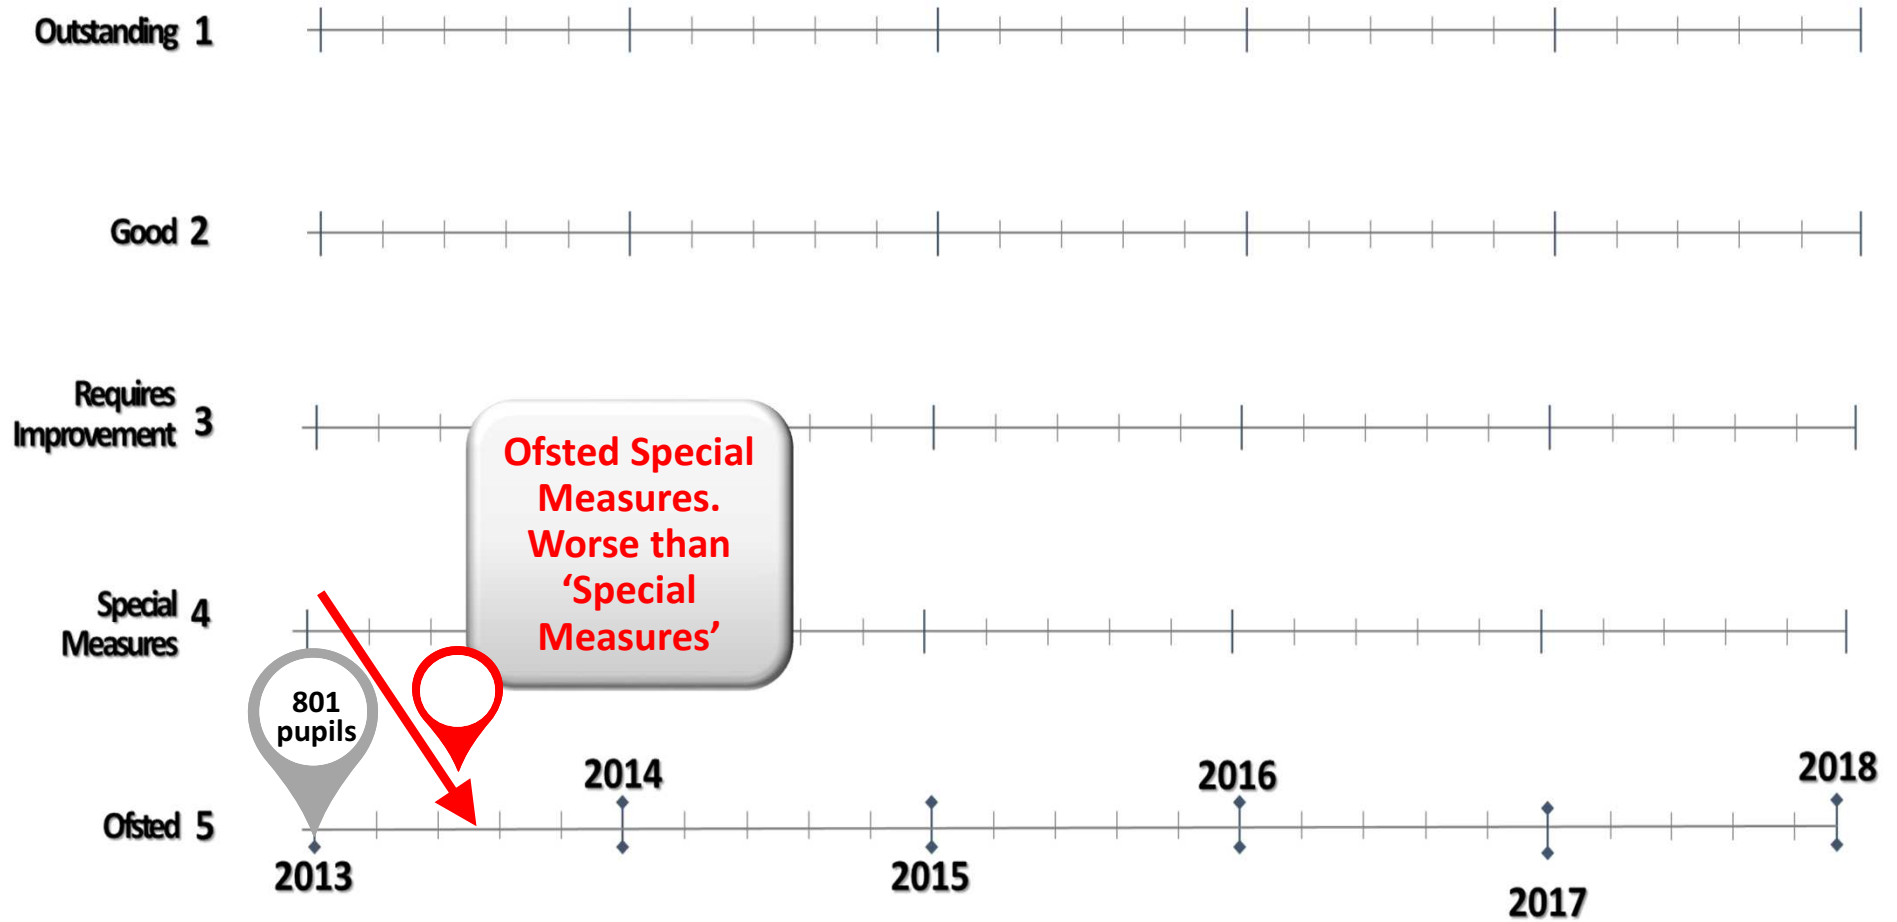 Outstanding 1
Good 2
Requires
Improvement 3
Ofsted Special
Measures.
Worse than
‘Special
Measures’
Special 4
Measures
801
pupils
2014
2016
2018
Ofsted 5
2013
2015
2017